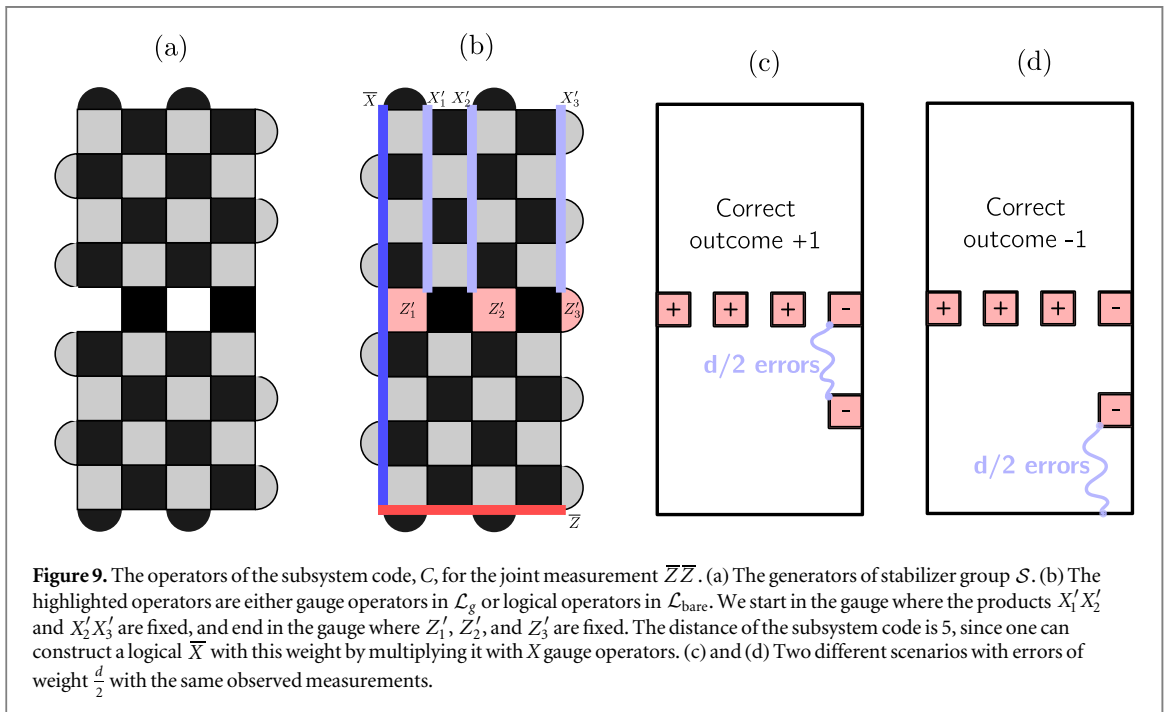 (a)
(b)
(c)
(d)
X̅ X′₁ X′₂ X′₃
Z′₁ Z′₂ Z′₃
Z̅
Correct
outcome +1
+ + + -
d/2 errors
-
Correct
outcome -1
+ + + -
-
d/2 errors
Figure 9. The operators of the subsystem code, C, for the joint measurement Z̅Z̅. (a) The generators of stabilizer group 𝒮. (b) The
highlighted operators are either gauge operators in ℒg or logical operators in ℒbare. We start in the gauge where the products X′₁X′₂
and X′₂X′₃ are fixed, and end in the gauge where Z′₁, Z′₂, and Z′₃ are fixed. The distance of the subsystem code is 5, since one can
construct a logical X̅ with this weight by multiplying it with X gauge operators. (c) and (d) Two different scenarios with errors of
weight d/2 with the same observed measurements.